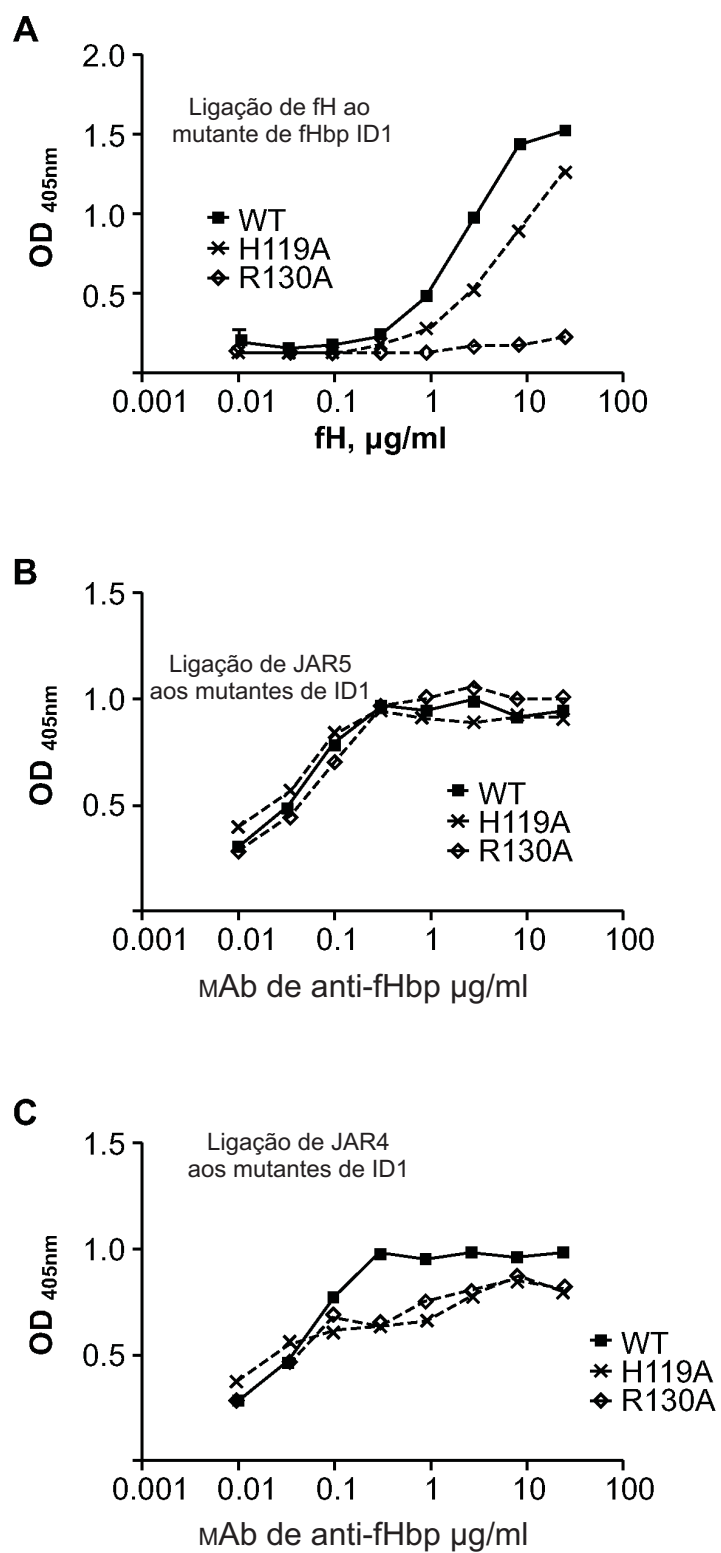 A
2.0
Ligação de fH ao
mutante de fHbp ID1
1.5
OD 405nm
1.0
WT
H119A
R130A
0.5
0.001 0.01 0.1 1 10 100
fH, µg/ml
B
1.5
Ligação de JAR5
aos mutantes de ID1
1.0
OD 405nm
WT
H119A
R130A
0.5
0.001 0.01 0.1 1 10 100
MAb de anti-fHbp µg/ml
C
1.5
Ligação de JAR4
aos mutantes de ID1
1.0
OD 405nm
0.5
WT
H119A
R130A
0.001 0.01 0.1 1 10 100
MAb de anti-fHbp µg/ml